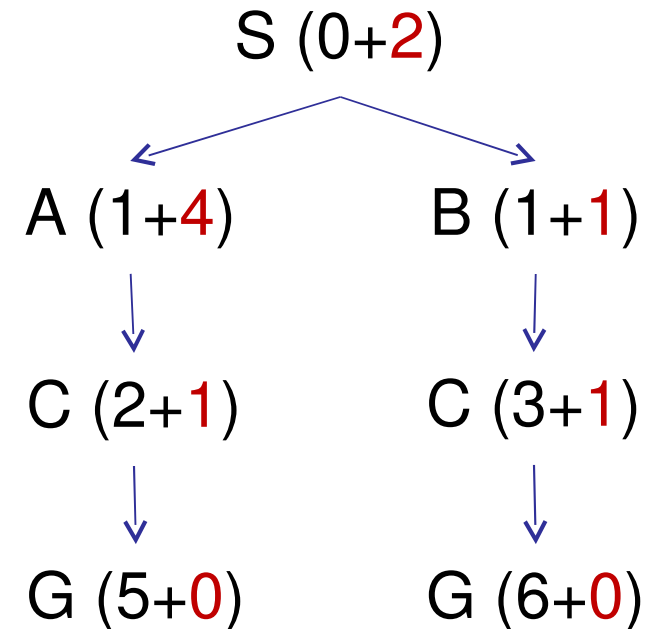 S (0+2)
A (1+4) B (1+1)
C (2+1) C (3+1)
G (5+0) G (6+0)